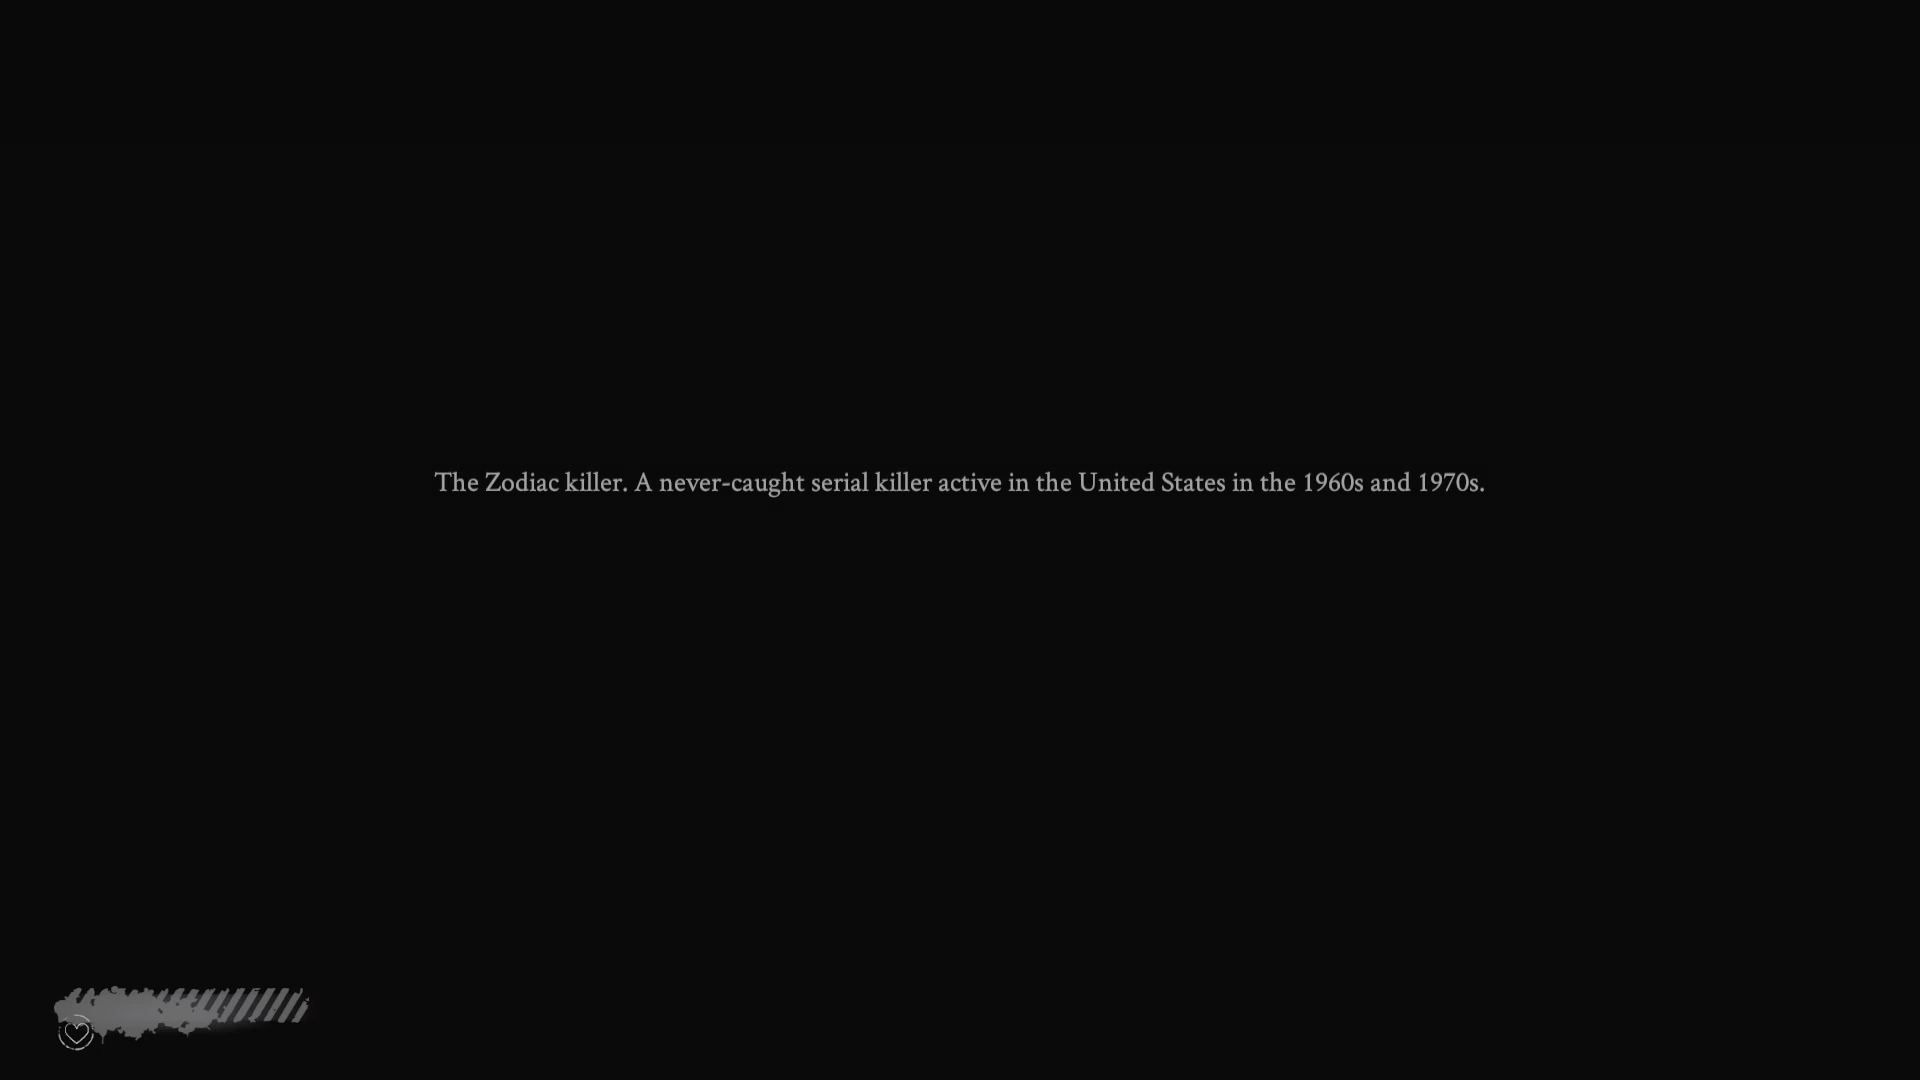 The Zodiac killer. A never-caught serial killer active in the United States in the 1960s and 1970s.